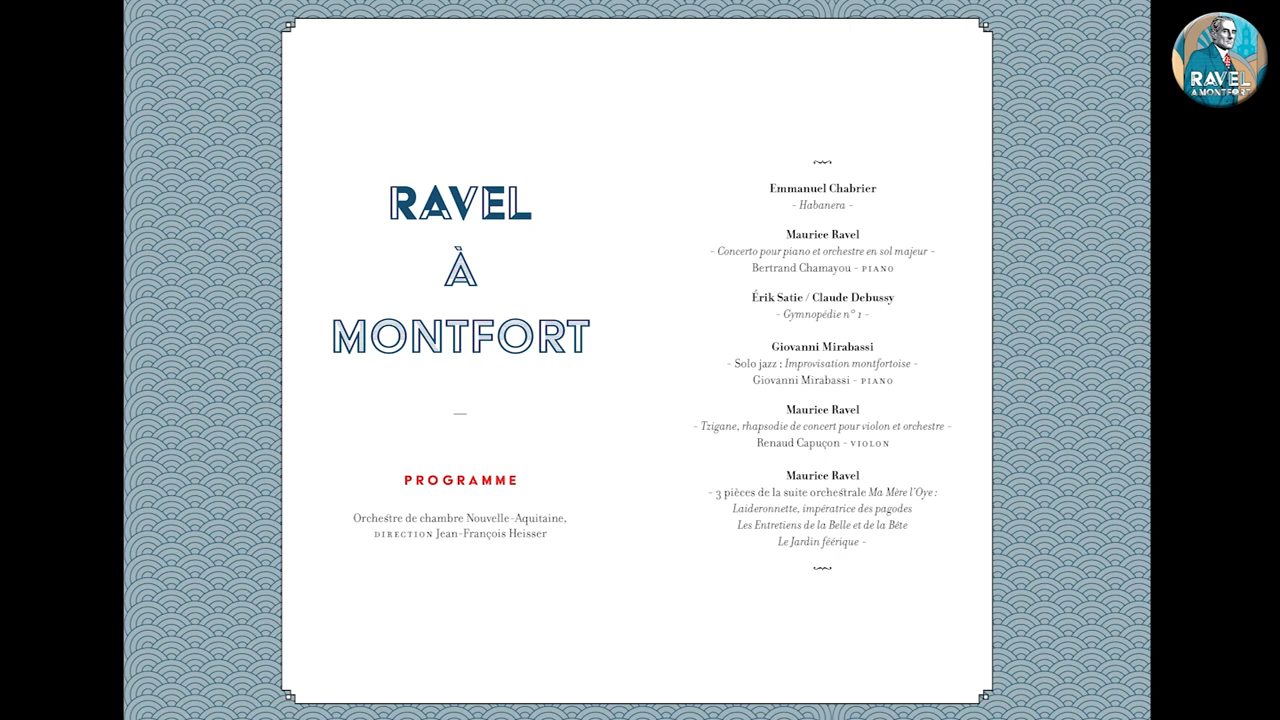 RAVEL
À
MONTFORT
—
PROGRAMME
Orchestre de chambre Nouvelle-Aquitaine,
DIRECTION Jean-François Heisser
Emmanuel Chabrier
- Habanera -
Maurice Ravel
- Concerto pour piano et orchestre en sol majeur -
Bertrand Chamayou - PIANO
Érik Satie / Claude Debussy
- Gymnopédie n° 1 -
Giovanni Mirabassi
- Solo jazz : Improvisation montfortoise -
Giovanni Mirabassi - PIANO
Maurice Ravel
- Tzigane, rhapsodie de concert pour violon et orchestre -
Renaud Capuçon - VIOLON
Maurice Ravel
- 3 pièces de la suite orchestrale Ma Mère l'Oye :
Laideronnette, impératrice des pagodes
Les Entretiens de la Belle et de la Bête
Le Jardin féérique -
RAVEL
À MONTFORT